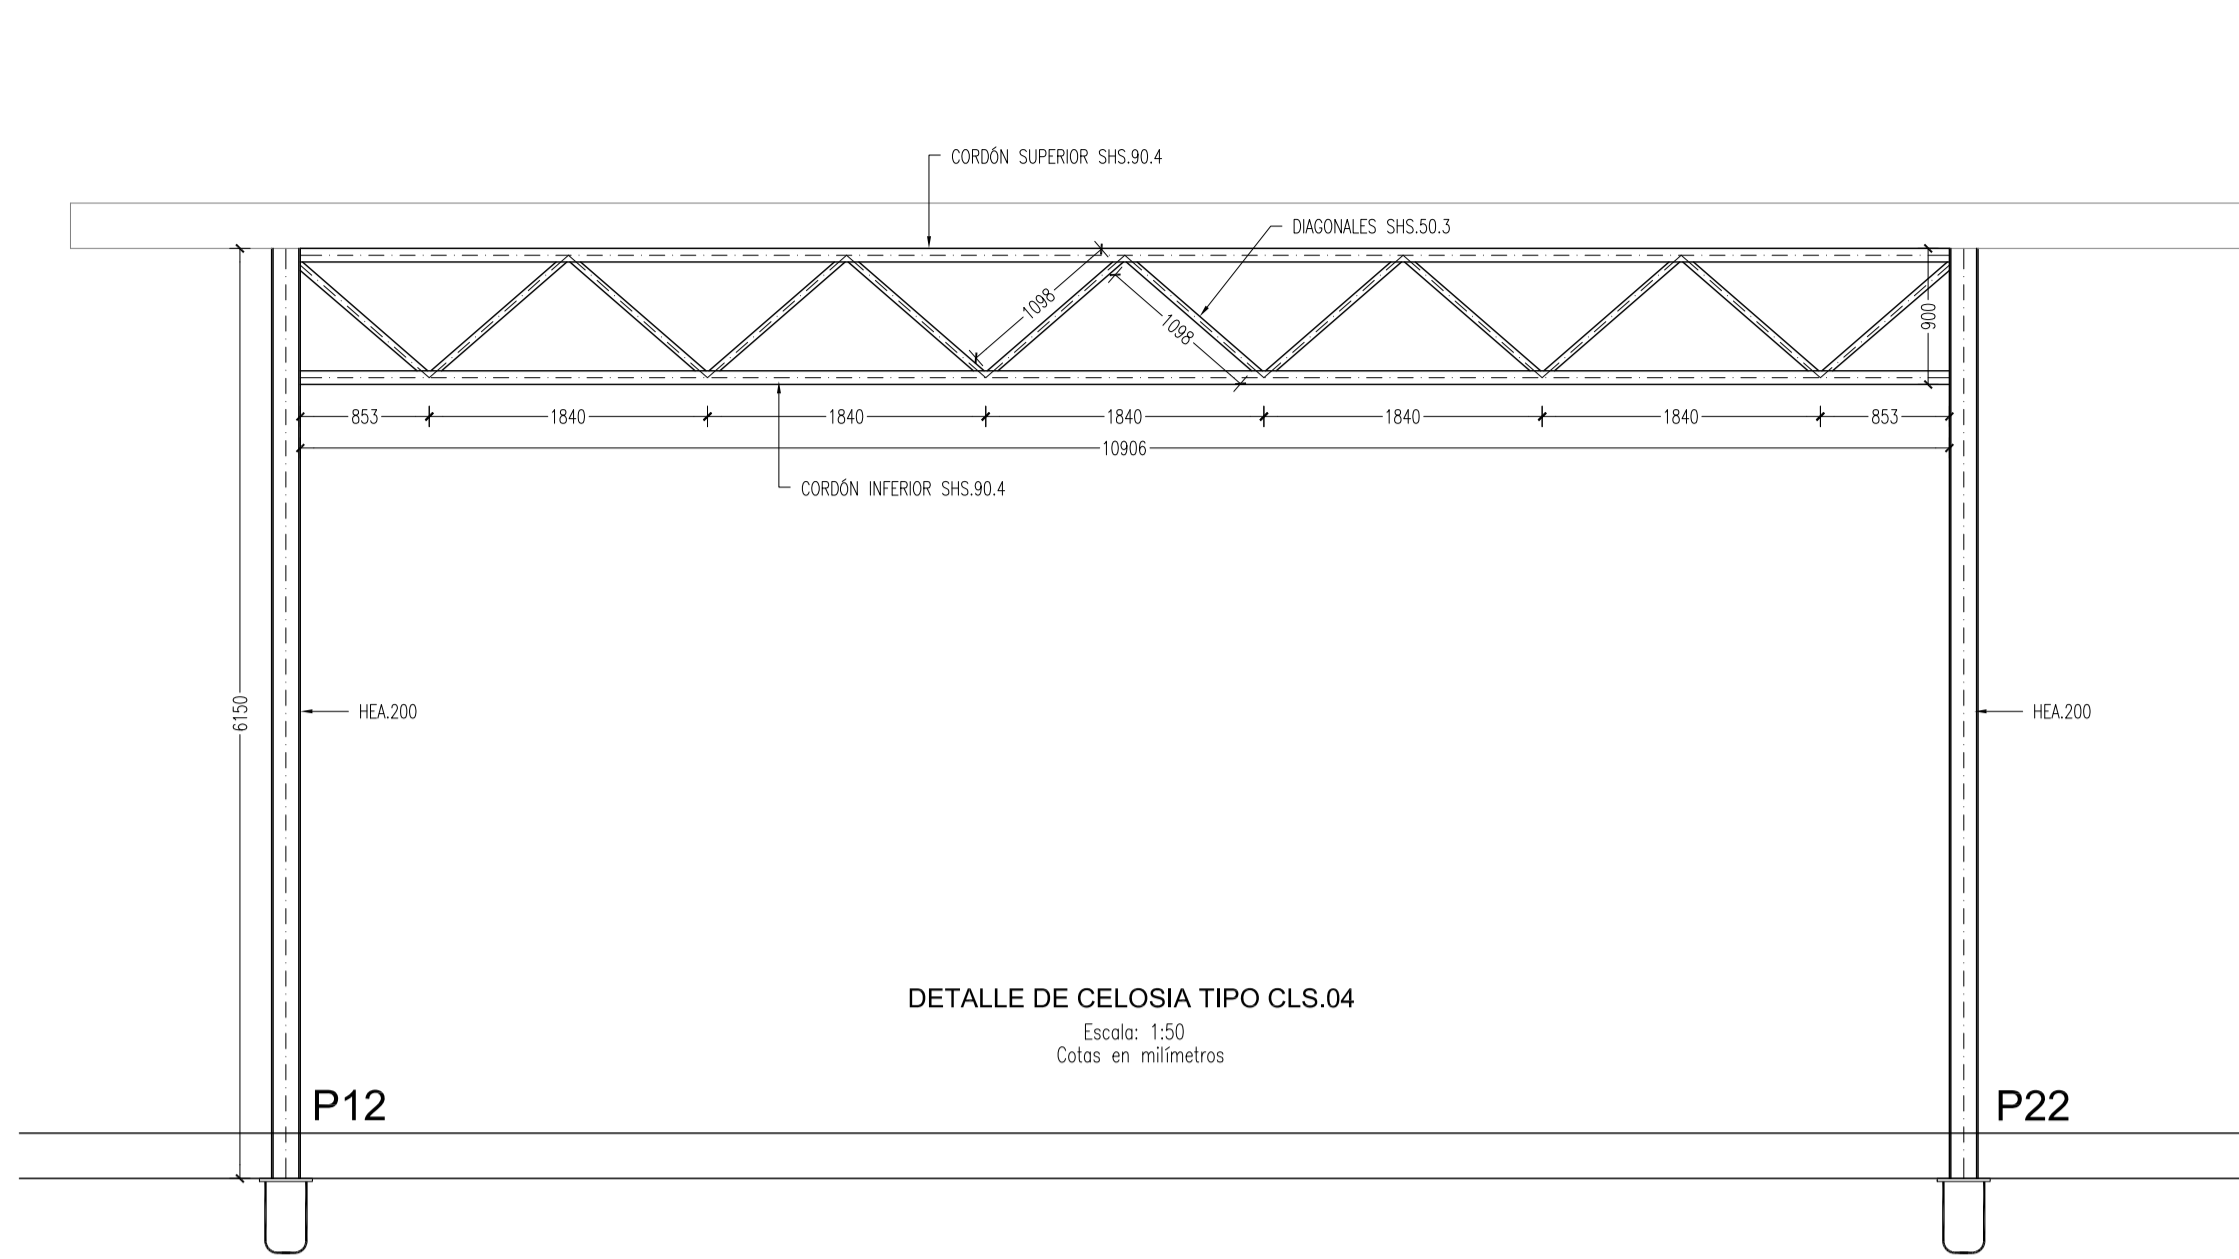 CORDÓN SUPERIOR SHS.90.4
DIAGONALES SHS.50.3
1098
1098
900
853
1840
1840
1840
1840
1840
853
10906
CORDÓN INFERIOR SHS.90.4
6150
HEA.200
HEA.200
DETALLE DE CELOSIA TIPO CLS.04
Escala: 1:50
Cotas en milímetros
P12
P22